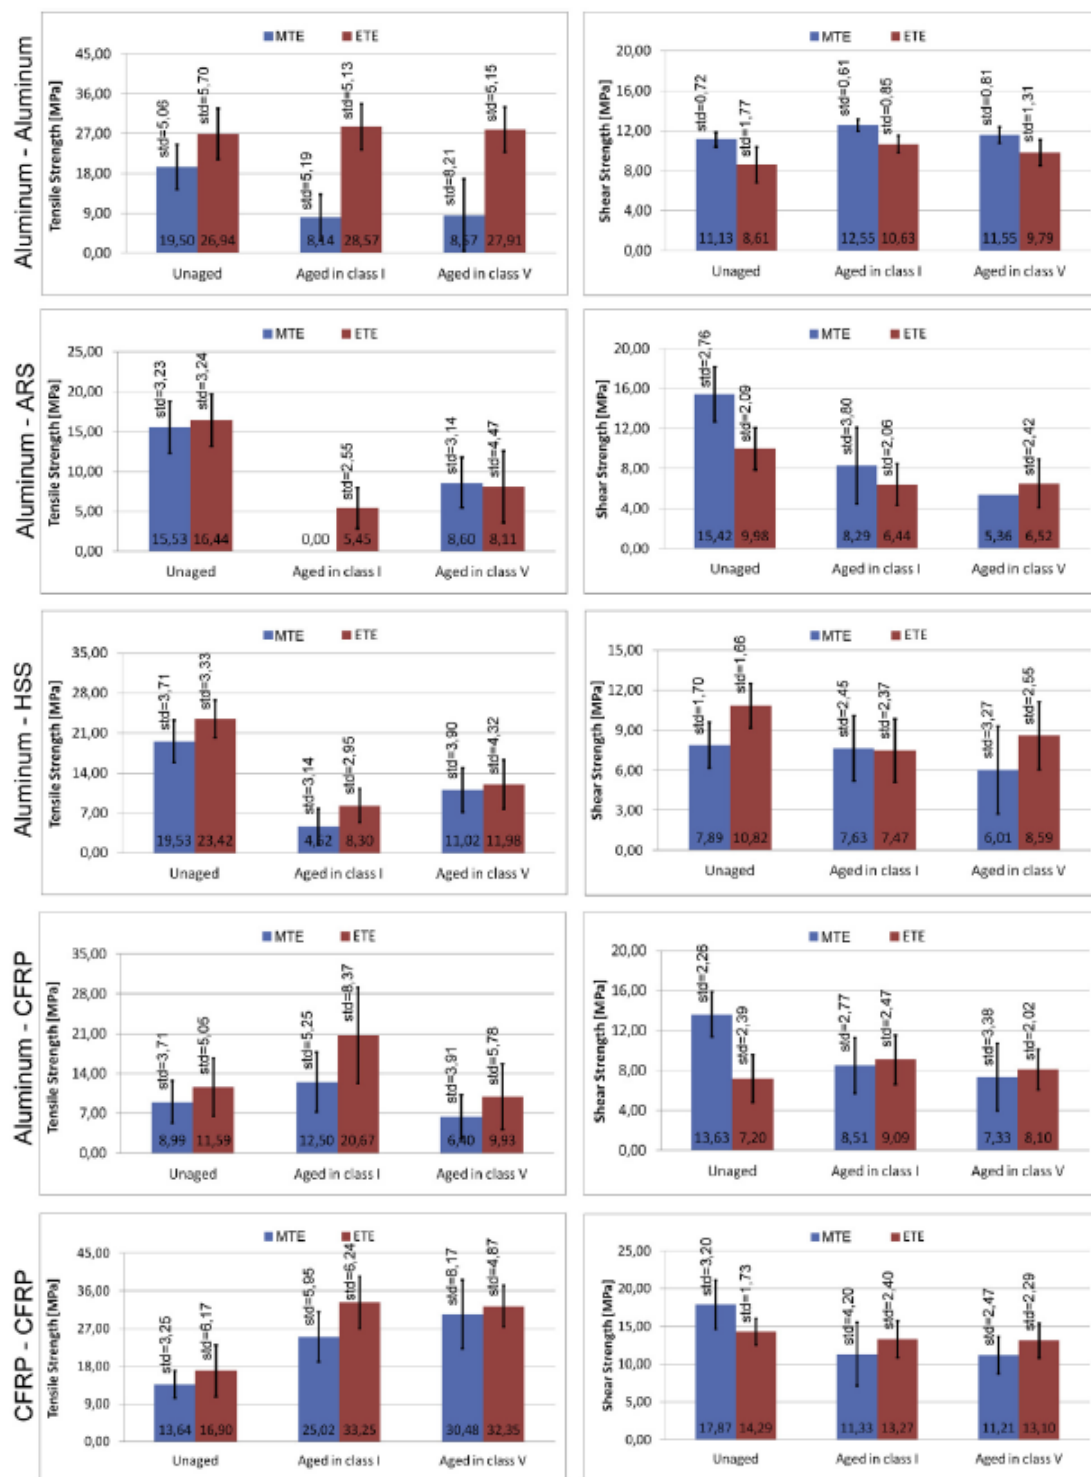 Aluminum - Aluminum
Tensile Strength [MPa]
MTE ETE
45,00
36,00
27,00
18,00
9,00
0,00
std=5,06
std=5,70
std=5,19
std=5,13
std=8,21
std=5,15
19,50 26,94 8,14 28,57 8,57 27,91
Unaged Aged in class I Aged in class V
Shear Strength [MPa]
MTE ETE
20,00
16,00
12,00
8,00
4,00
0,00
std=0,72
std=1,77
std=0,61
std=0,85
std=0,81
std=1,31
11,13 8,61 12,55 10,63 11,55 9,79
Unaged Aged in class I Aged in class V
Aluminum - ARS
Tensile Strength [MPa]
MTE ETE
25,00
20,00
15,00
10,00
5,00
0,00
std=3,23
std=3,24
std=2,55
std=3,14
std=4,47
15,53 16,44 0,00 5,45 8,60 8,11
Unaged Aged in class I Aged in class V
Shear Strength [MPa]
MTE ETE
20,00
16,00
12,00
8,00
4,00
0,00
std=2,76
std=2,09
std=3,80
std=2,06
std=2,42
15,42 9,98 8,29 6,44 5,36 6,52
Unaged Aged in class I Aged in class V
Aluminum - HSS
Tensile Strength [MPa]
MTE ETE
35,00
28,00
21,00
14,00
7,00
0,00
std=3,71
std=3,33
std=3,14
std=2,95
std=3,90
std=4,32
19,53 23,42 4,62 8,30 11,02 11,98
Unaged Aged in class I Aged in class V
Shear Strength [MPa]
MTE ETE
15,00
12,00
9,00
6,00
3,00
0,00
std=1,70
std=1,66
std=2,45
std=2,37
std=3,27
std=2,55
7,89 10,82 7,63 7,47 6,01 8,59
Unaged Aged in class I Aged in class V
Aluminum - CFRP
Tensile Strength [MPa]
MTE ETE
35,00
28,00
21,00
14,00
7,00
0,00
std=3,71
std=5,05
std=5,25
std=8,37
std=3,91
std=5,78
8,99 11,59 12,50 20,67 6,40 9,93
Unaged Aged in class I Aged in class V
Shear Strength [MPa]
MTE ETE
20,00
16,00
12,00
8,00
4,00
0,00
std=2,26
std=2,39
std=2,77
std=2,47
std=3,38
std=2,02
13,63 7,20 8,51 9,09 7,33 8,10
Unaged Aged in class I Aged in class V
CFRP - CFRP
Tensile Strength [MPa]
MTE ETE
45,00
36,00
27,00
18,00
9,00
0,00
std=3,25
std=6,17
std=5,95
std=6,24
std=8,17
std=4,87
13,64 16,90 25,02 33,25 30,48 32,35
Unaged Aged in class I Aged in class V
Shear Strength [MPa]
MTE ETE
25,00
20,00
15,00
10,00
5,00
0,00
std=3,20
std=1,73
std=4,20
std=2,40
std=2,47
std=2,29
17,87 14,29 11,33 13,27 11,21 13,10
Unaged Aged in class I Aged in class V